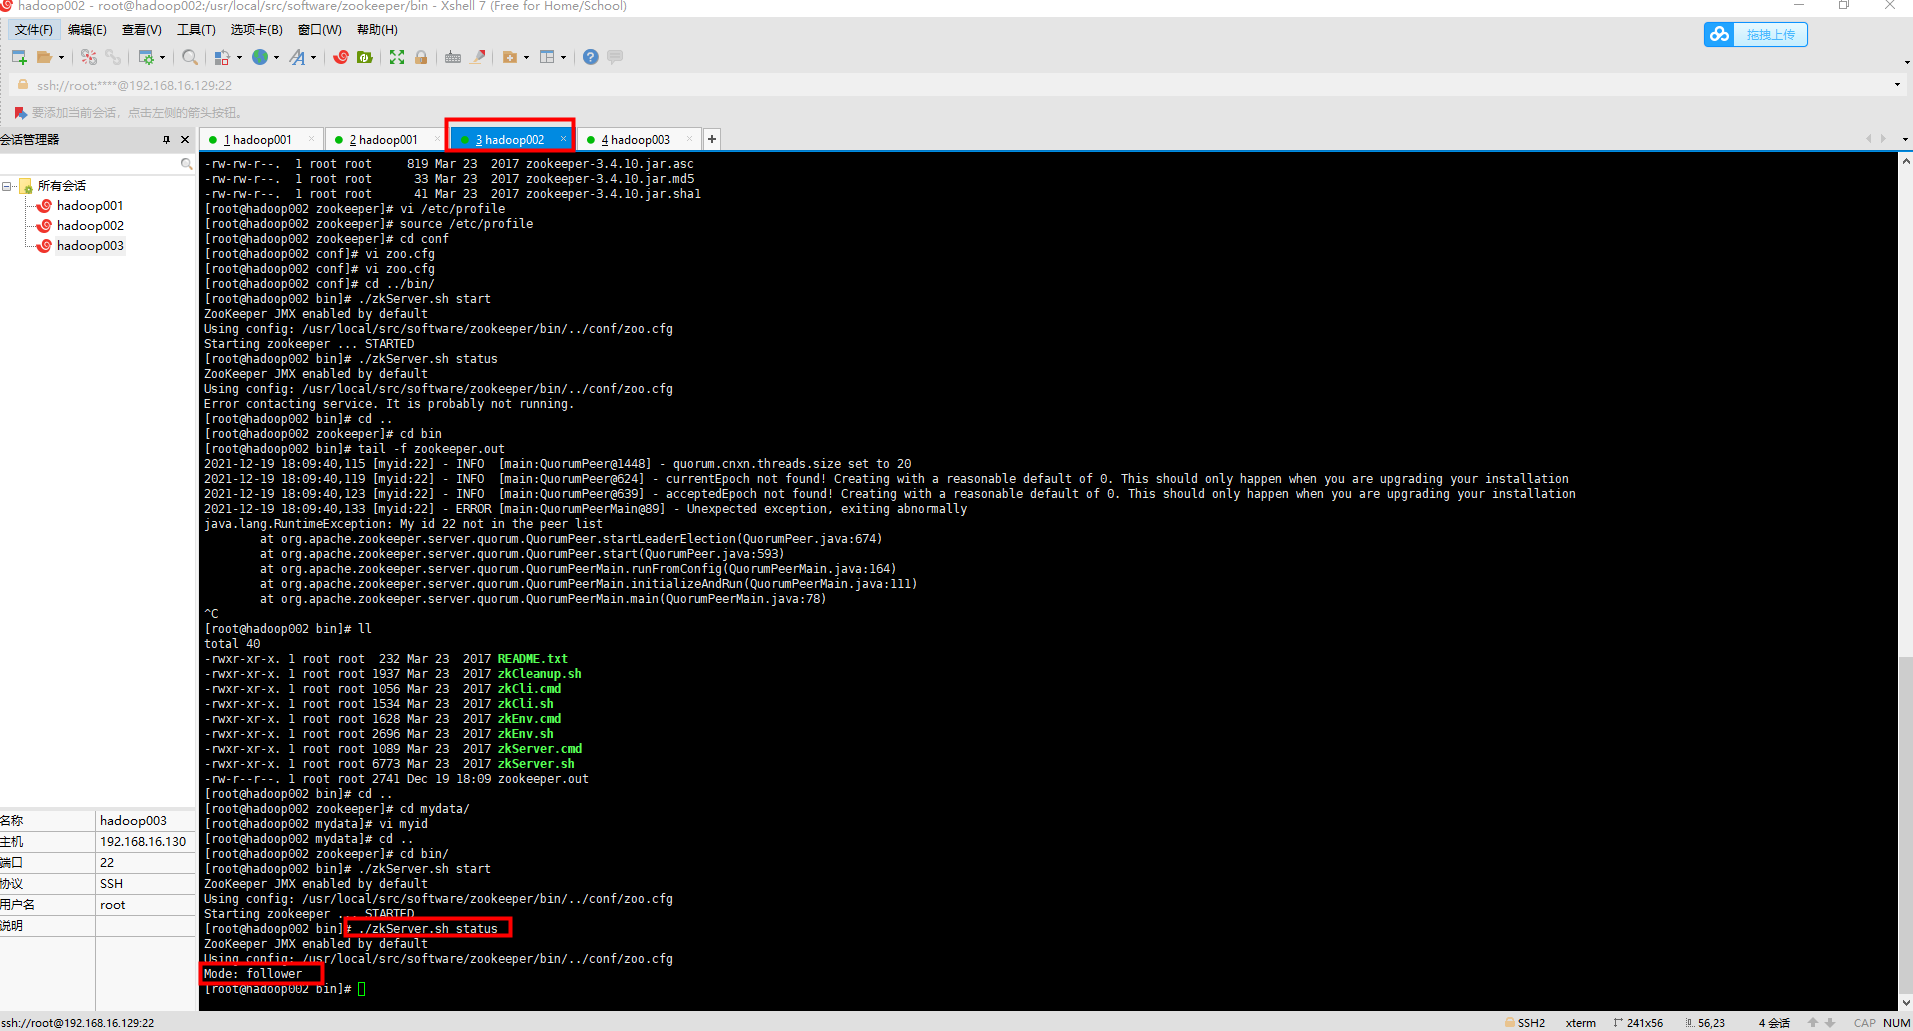 hadoop002 - root@hadoop002:/usr/local/src/software/zookeeper/bin - Xshell 7 (Free for Home/School)
文件(F) 编辑(E) 查看(V) 工具(T) 选项卡(B) 窗口(W) 帮助(H)
拖拽上传
ssh://root:****@192.168.16.129:22
要添加当前会话，点击左侧的箭头按钮。
会话管理器
1 hadoop001 2 hadoop001 3 hadoop002 4 hadoop003
所有会话
hadoop001
hadoop002
hadoop003
名称 hadoop003
主机 192.168.16.130
端口 22
协议 SSH
用户名 root
说明
-rw-rw-r--. 1 root root 819 Mar 23 2017 zookeeper-3.4.10.jar.asc
-rw-rw-r--. 1 root root 33 Mar 23 2017 zookeeper-3.4.10.jar.md5
-rw-rw-r--. 1 root root 41 Mar 23 2017 zookeeper-3.4.10.jar.sha1
[root@hadoop002 zookeeper]# vi /etc/profile
[root@hadoop002 zookeeper]# source /etc/profile
[root@hadoop002 zookeeper]# cd conf
[root@hadoop002 conf]# vi zoo.cfg
[root@hadoop002 conf]# vi zoo.cfg
[root@hadoop002 conf]# cd ../bin/
[root@hadoop002 bin]# ./zkServer.sh start
ZooKeeper JMX enabled by default
Using config: /usr/local/src/software/zookeeper/bin/../conf/zoo.cfg
Starting zookeeper ... STARTED
[root@hadoop002 bin]# ./zkServer.sh status
ZooKeeper JMX enabled by default
Using config: /usr/local/src/software/zookeeper/bin/../conf/zoo.cfg
Error contacting service. It is probably not running.
[root@hadoop002 bin]# cd ..
[root@hadoop002 zookeeper]# cd bin
[root@hadoop002 bin]# tail -f zookeeper.out
2021-12-19 18:09:40,115 [myid:22] - INFO [main:QuorumPeer@1448] - quorum.cnxn.threads.size set to 20
2021-12-19 18:09:40,119 [myid:22] - INFO [main:QuorumPeer@624] - currentEpoch not found! Creating with a reasonable default of 0. This should only happen when you are upgrading your installation
2021-12-19 18:09:40,123 [myid:22] - INFO [main:QuorumPeer@639] - acceptedEpoch not found! Creating with a reasonable default of 0. This should only happen when you are upgrading your installation
2021-12-19 18:09:40,133 [myid:22] - ERROR [main:QuorumPeerMain@89] - Unexpected exception, exiting abnormally
java.lang.RuntimeException: My id 22 not in the peer list
at org.apache.zookeeper.server.quorum.QuorumPeer.startLeaderElection(QuorumPeer.java:674)
at org.apache.zookeeper.server.quorum.QuorumPeer.start(QuorumPeer.java:593)
at org.apache.zookeeper.server.quorum.QuorumPeerMain.runFromConfig(QuorumPeerMain.java:164)
at org.apache.zookeeper.server.quorum.QuorumPeerMain.initializeAndRun(QuorumPeerMain.java:111)
at org.apache.zookeeper.server.quorum.QuorumPeerMain.main(QuorumPeerMain.java:78)
^C
[root@hadoop002 bin]# ll
total 40
-rwxr-xr-x. 1 root root 232 Mar 23 2017 README.txt
-rwxr-xr-x. 1 root root 1937 Mar 23 2017 zkCleanup.sh
-rwxr-xr-x. 1 root root 1056 Mar 23 2017 zkCli.cmd
-rwxr-xr-x. 1 root root 1534 Mar 23 2017 zkCli.sh
-rwxr-xr-x. 1 root root 1628 Mar 23 2017 zkEnv.cmd
-rwxr-xr-x. 1 root root 2696 Mar 23 2017 zkEnv.sh
-rwxr-xr-x. 1 root root 1089 Mar 23 2017 zkServer.cmd
-rwxr-xr-x. 1 root root 6773 Mar 23 2017 zkServer.sh
-rw-r--r--. 1 root root 2741 Dec 19 18:09 zookeeper.out
[root@hadoop002 bin]# cd ..
[root@hadoop002 zookeeper]# cd mydata/
[root@hadoop002 mydata]# vi myid
[root@hadoop002 mydata]# cd ..
[root@hadoop002 zookeeper]# cd bin/
[root@hadoop002 bin]# ./zkServer.sh start
ZooKeeper JMX enabled by default
Using config: /usr/local/src/software/zookeeper/bin/../conf/zoo.cfg
Starting zookeeper ... STARTED
[root@hadoop002 bin]# ./zkServer.sh status
ZooKeeper JMX enabled by default
Using config: /usr/local/src/software/zookeeper/bin/../conf/zoo.cfg
Mode: follower
[root@hadoop002 bin]#
ssh://root@192.168.16.129:22 SSH2 xterm 241x56 56,23 4 会话 CAP NUM